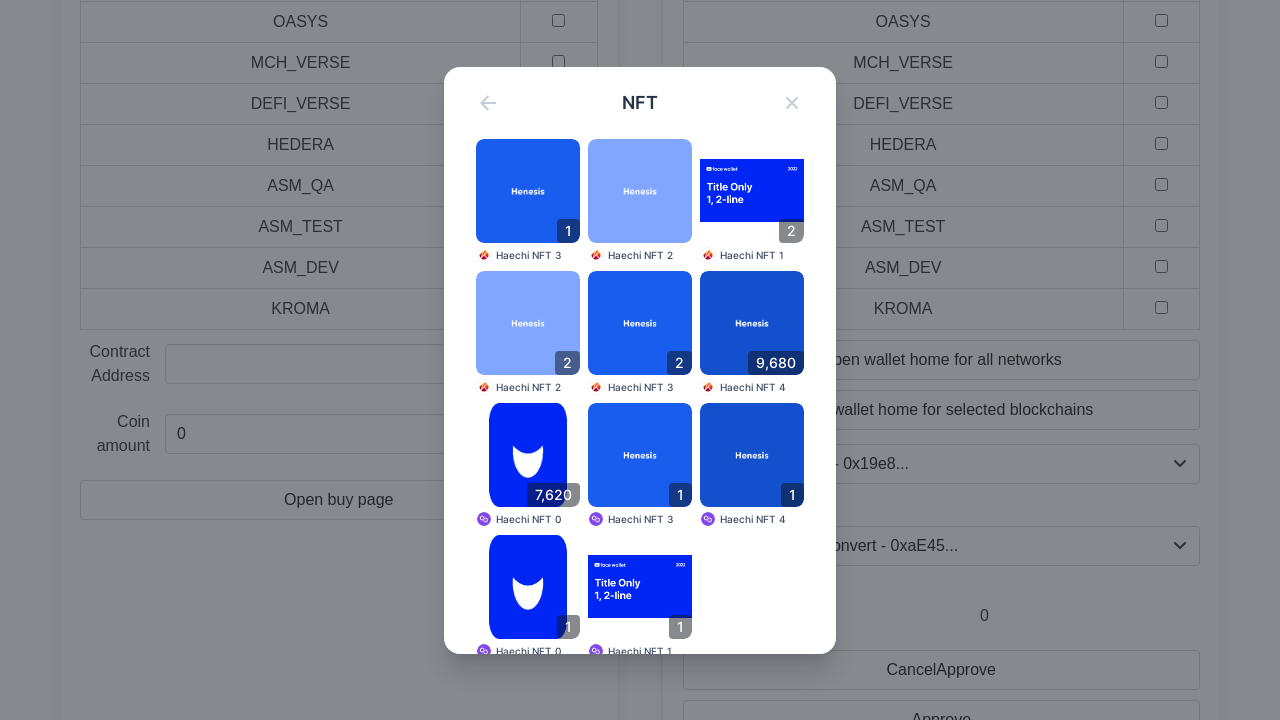 OASYS
MCH_VERSE
DEFI_VERSE
HEDERA
ASM_QA
ASM_TEST
ASM_DEV
KROMA
Contract
Address
Coin
amount
0
Open buy page
NFT
Henesis
1
Haechi NFT 3
Henesis
Haechi NFT 2
face wallet
2022
Title Only
1, 2-line
2
Haechi NFT 1
Henesis
2
Haechi NFT 2
Henesis
2
Haechi NFT 3
Henesis
9,680
Haechi NFT 4
7,620
Haechi NFT 0
Henesis
1
Haechi NFT 3
Henesis
1
Haechi NFT 4
1
Haechi NFT 0
face wallet
2022
Title Only
1, 2-line
1
Haechi NFT 1
OASYS
MCH_VERSE
DEFI_VERSE
HEDERA
ASM_QA
ASM_TEST
ASM_DEV
KROMA
wallet home for all networks
wallet home for selected blockchains
- 0x19e8...
- 0xaE45...
0
CancelApprove
Approve